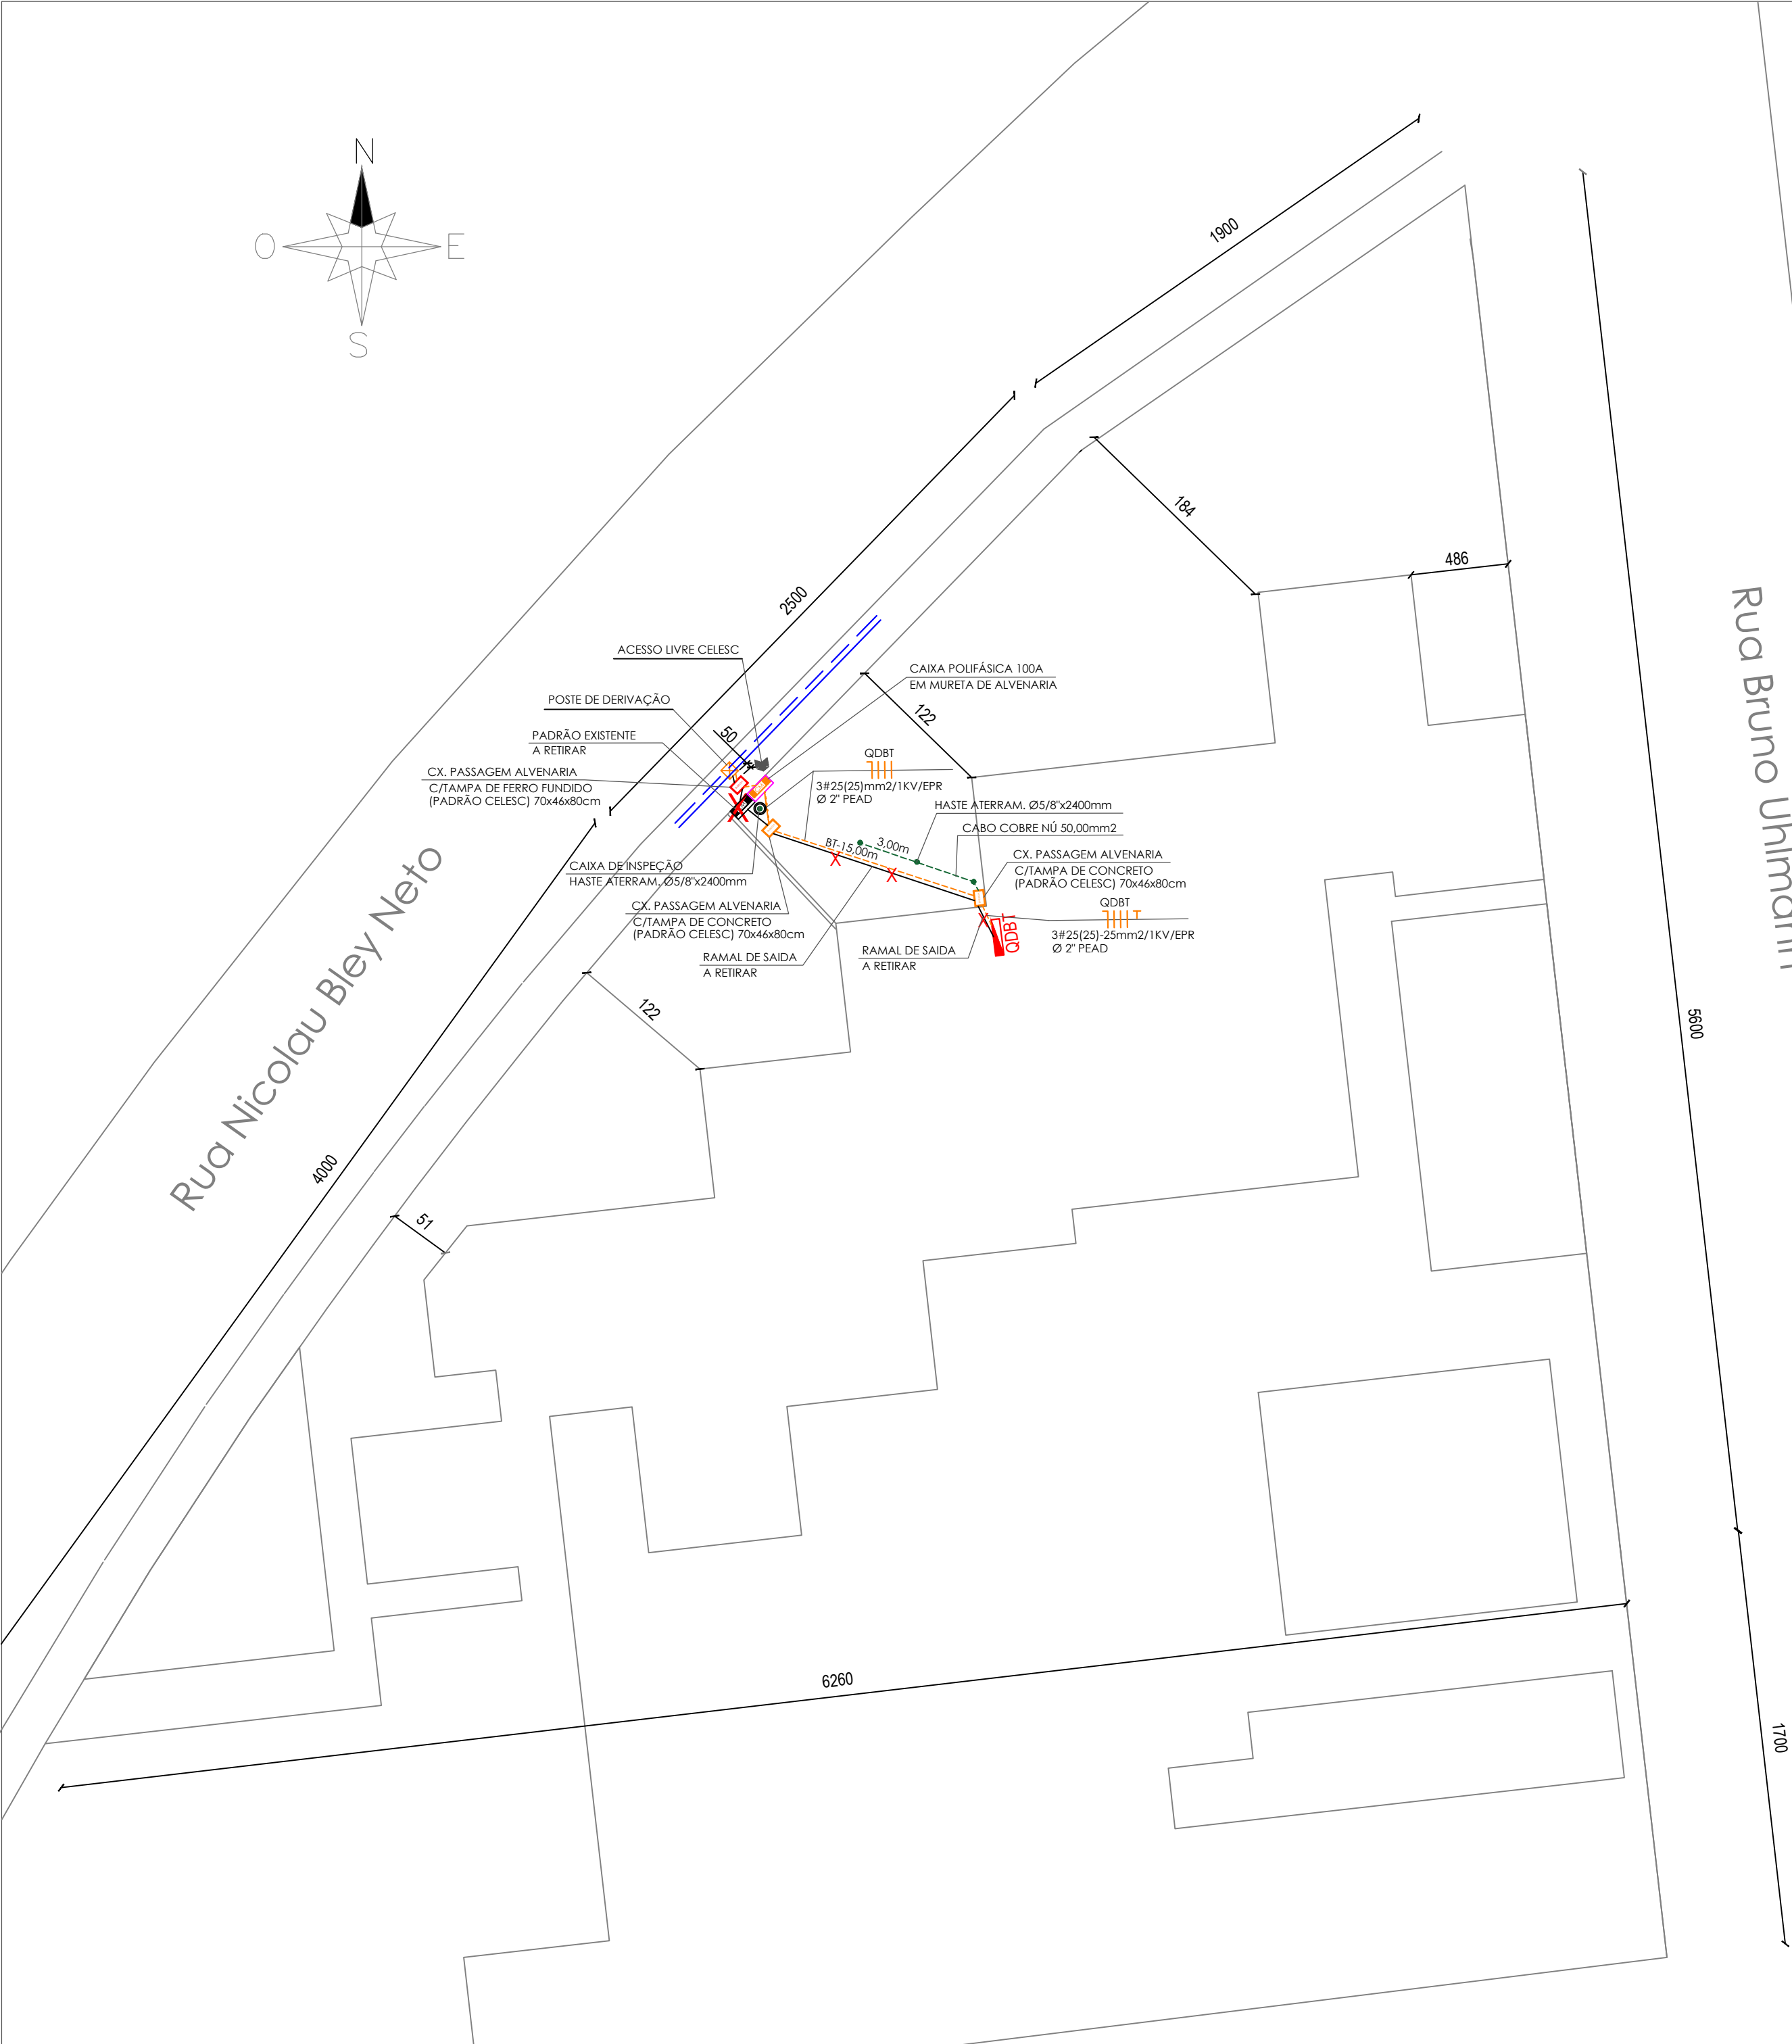 N
O
E
S
1900
184
486
2500
Rua Bruno Uhlmann
ACESSO LIVRE CELESC
CAIXA POLIFÁSICA 100A
EM MURETA DE ALVENARIA
POSTE DE DERIVAÇÃO
122
50
PADRÃO EXISTENTE
A RETIRAR
QDBT
CX. PASSAGEM ALVENARIA
C/TAMPA DE FERRO FUNDIDO
(PADRÃO CELESC) 70x46x80cm
3#25(25)mm2/1KV/EPR
Ø 2" PEAD
HASTE ATERRAM. Ø5/8"x2400mm
CABO COBRE NÚ 50,00mm2
3,00m
BT-15,00m
CX. PASSAGEM ALVENARIA
C/TAMPA DE CONCRETO
(PADRÃO CELESC) 70x46x80cm
CAIXA DE INSPEÇÃO
HASTE ATERRAM. Ø5/8"x2400mm
CX. PASSAGEM ALVENARIA
C/TAMPA DE CONCRETO
(PADRÃO CELESC) 70x46x80cm
QDBT
QDBT
3#25(25)-25mm2/1KV/EPR
Ø 2" PEAD
RAMAL DE SAIDA
A RETIRAR
RAMAL DE SAIDA
A RETIRAR
Rua Nicolau Bley Neto
122
5600
4000
51
6260
1700